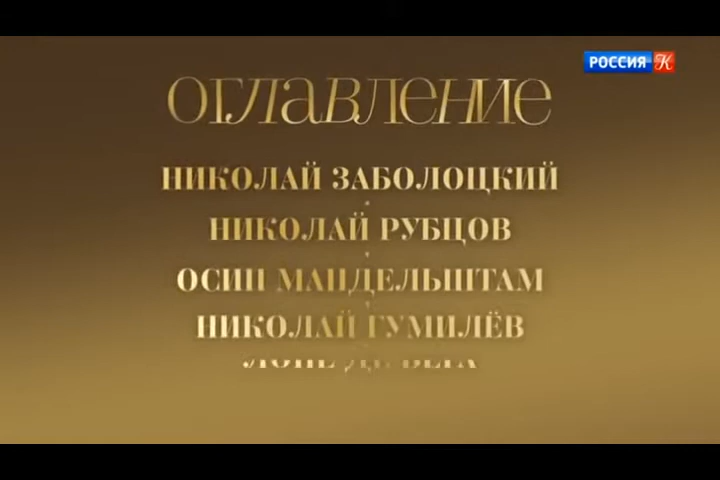 РОССИЯ К
оглавление
НИКОЛАЙ ЗАБОЛОЦКИЙ
НИКОЛАЙ РУБЦОВ
ОСИП МАНДЕЛЬШТАМ
НИКОЛАЙ ГУМИЛЁВ